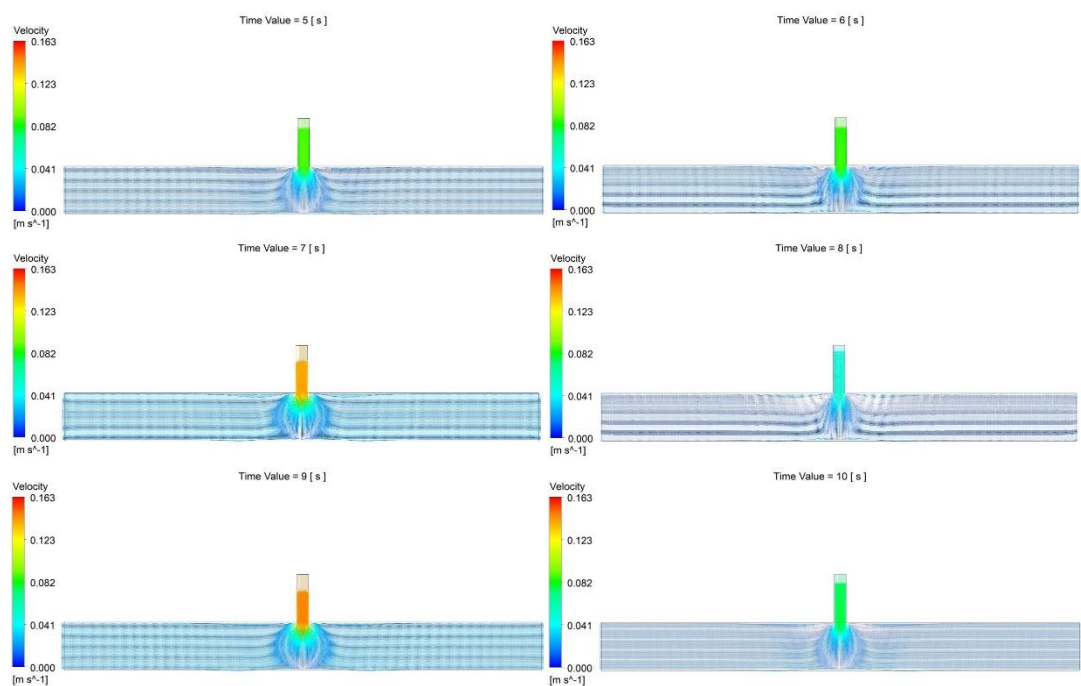 Time Value = 5 [ s ]
Velocity
0.163
0.123
0.082
0.041
0.000
[m s^-1]
Time Value = 6 [ s ]
Velocity
0.163
0.123
0.082
0.041
0.000
[m s^-1]
Time Value = 7 [ s ]
Velocity
0.163
0.123
0.082
0.041
0.000
[m s^-1]
Time Value = 8 [ s ]
Velocity
0.163
0.123
0.082
0.041
0.000
[m s^-1]
Time Value = 9 [ s ]
Velocity
0.163
0.123
0.082
0.041
0.000
[m s^-1]
Time Value = 10 [ s ]
Velocity
0.163
0.123
0.082
0.041
0.000
[m s^-1]